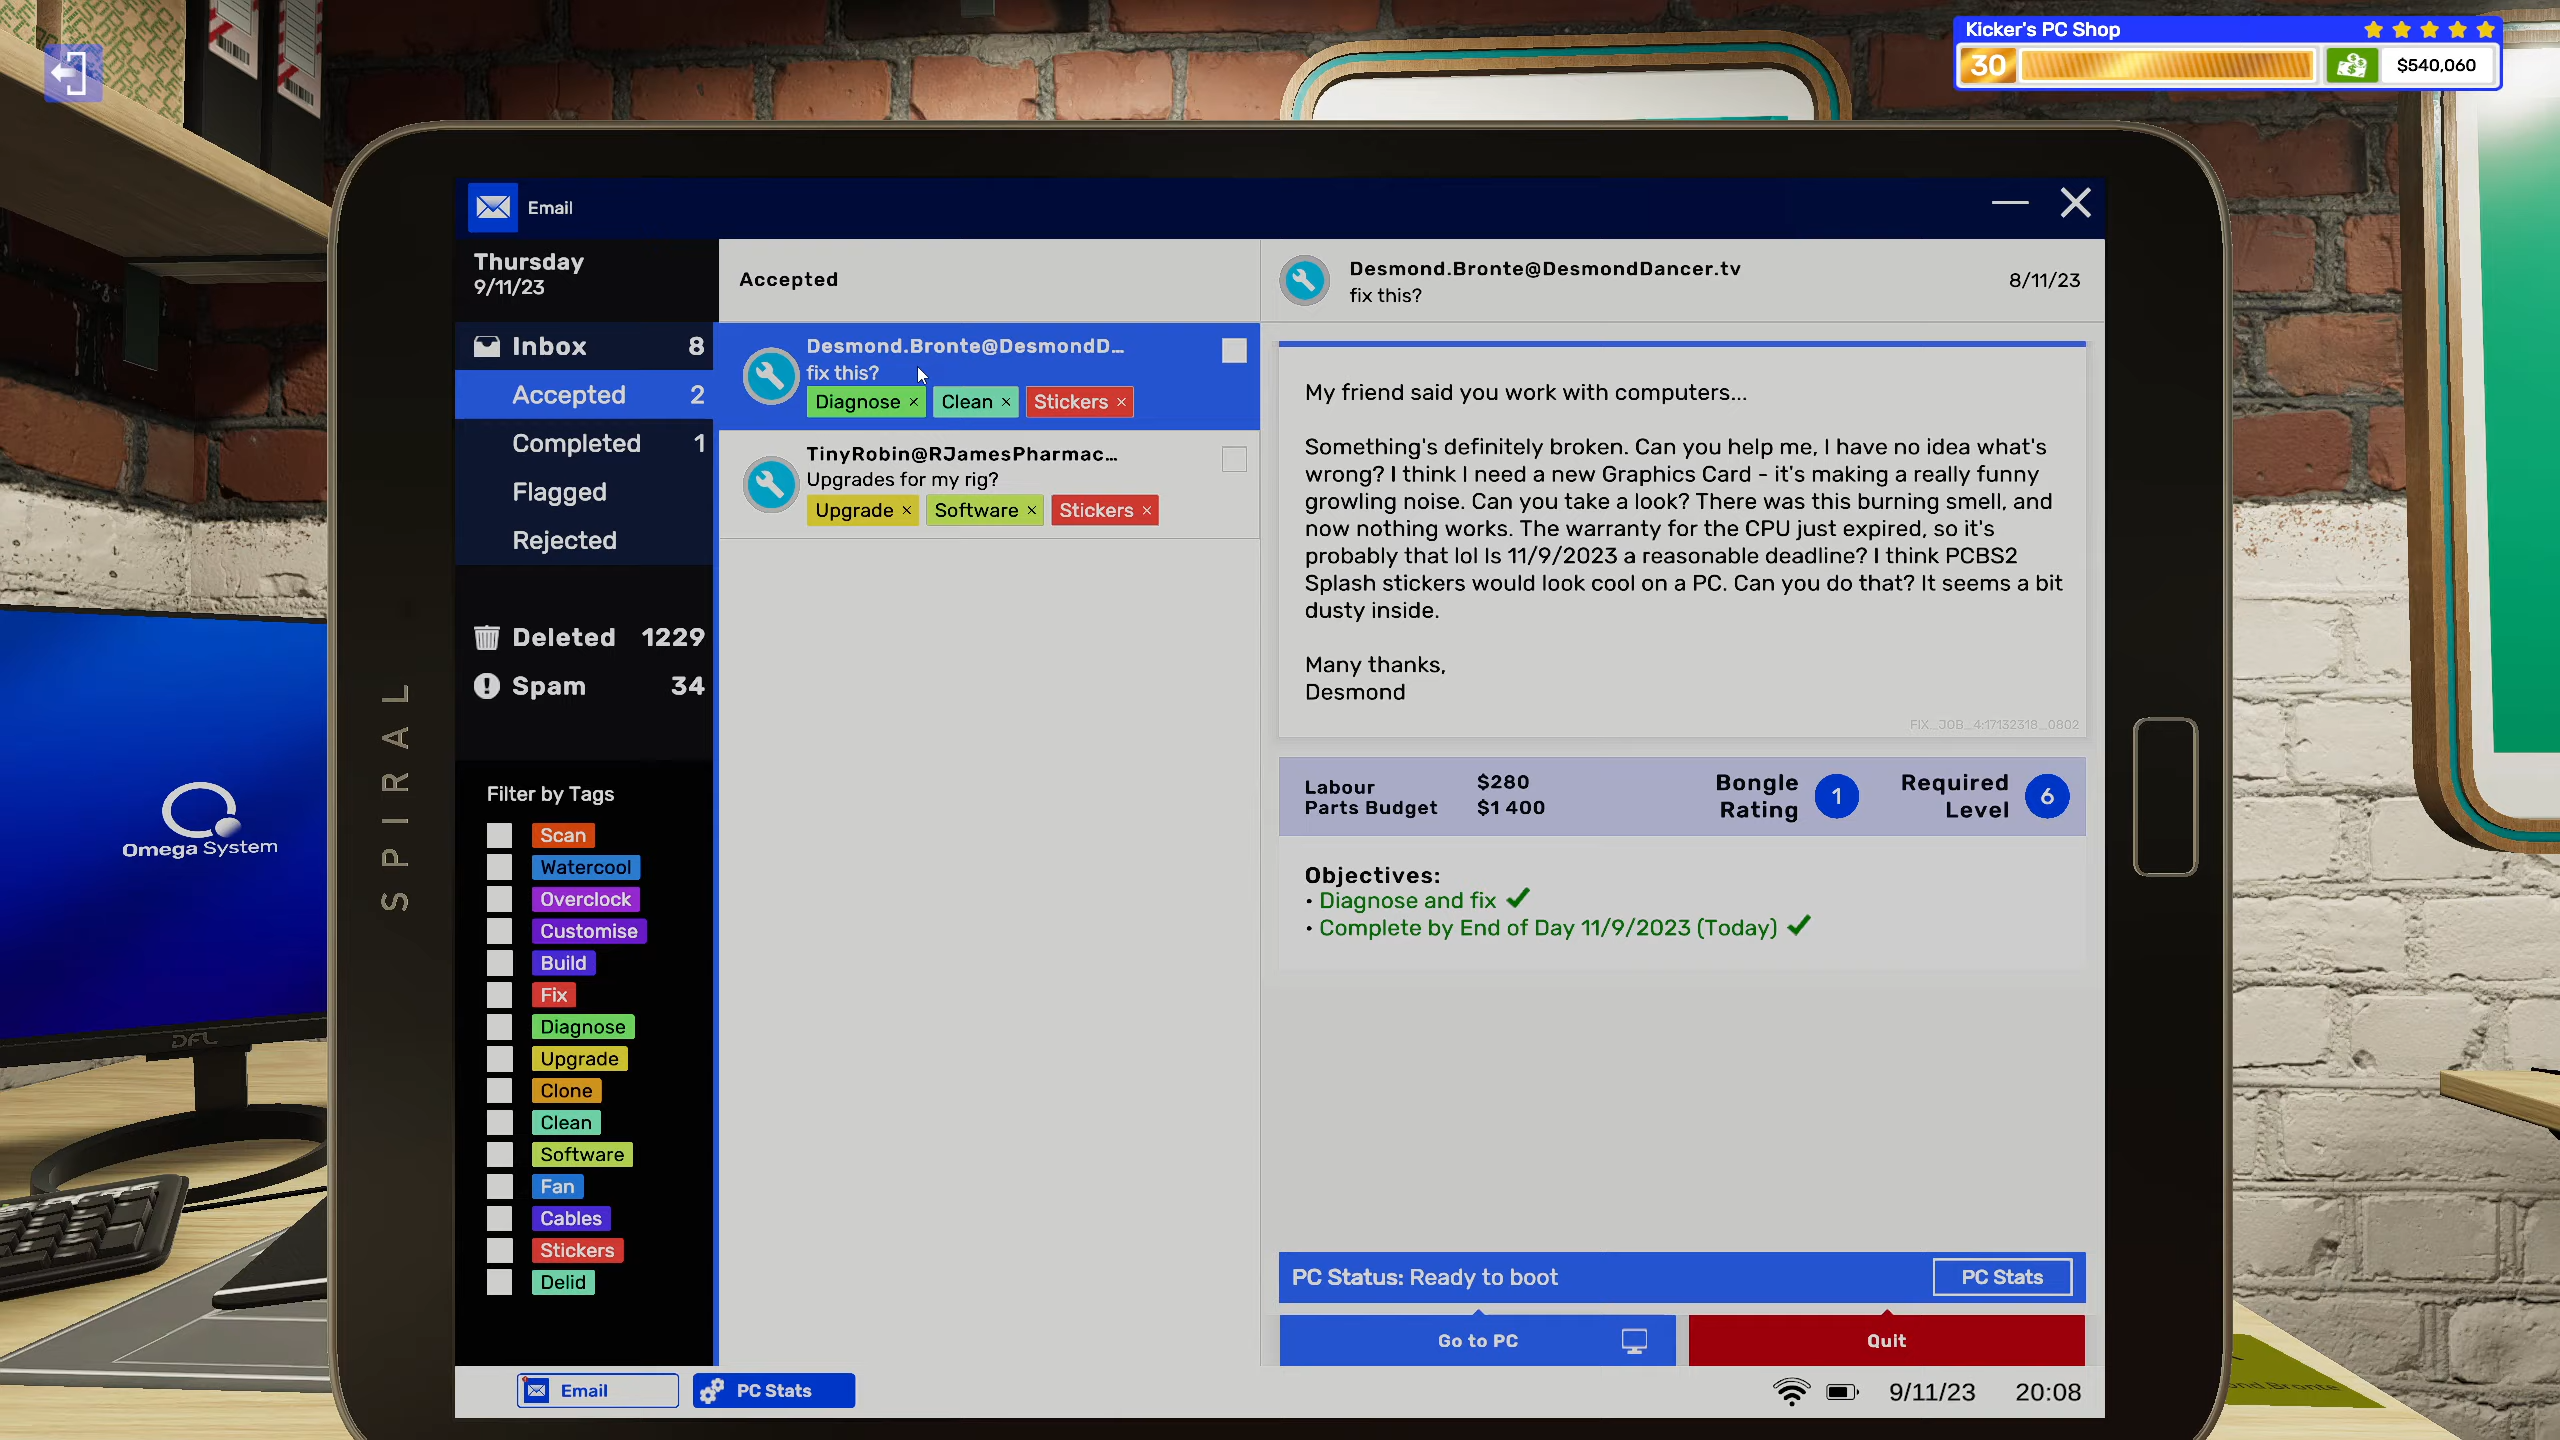 Kicker's PC Shop
30
$540,060
Email
Thursday
9/11/23
Inbox 8
Accepted 2
Completed 1
Flagged
Rejected
Deleted 1229
Spam 34
Filter by Tags
Scan
Watercool
Overclock
Customise
Build
Fix
Diagnose
Upgrade
Clone
Clean
Software
Fan
Cables
Stickers
Delid
Accepted
Desmond.Bronte@DesmondD...
fix this?
Diagnose × Clean × Stickers ×
TinyRobin@RJamesPharmac...
Upgrades for my rig?
Upgrade × Software × Stickers ×
Desmond.Bronte@DesmondDancer.tv
fix this?
8/11/23
My friend said you work with computers...
Something's definitely broken. Can you help me, I have no idea what's
wrong? I think I need a new Graphics Card - it's making a really funny
growling noise. Can you take a look? There was this burning smell, and
now nothing works. The warranty for the CPU just expired, so it's
probably that lol Is 11/9/2023 a reasonable deadline? I think PCBS2
Splash stickers would look cool on a PC. Can you do that? It seems a bit
dusty inside.
Many thanks,
Desmond
FIX_JOB_4:17132318_0802
Labour $280
Parts Budget $1 400
Bongle
Rating
1
Required
Level
6
Objectives:
• Diagnose and fix ✔
• Complete by End of Day 11/9/2023 (Today) ✔
PC Status: Ready to boot
PC Stats
Go to PC
Quit
Email
PC Stats
9/11/23 20:08
SPIRAL
Omega System
DFL